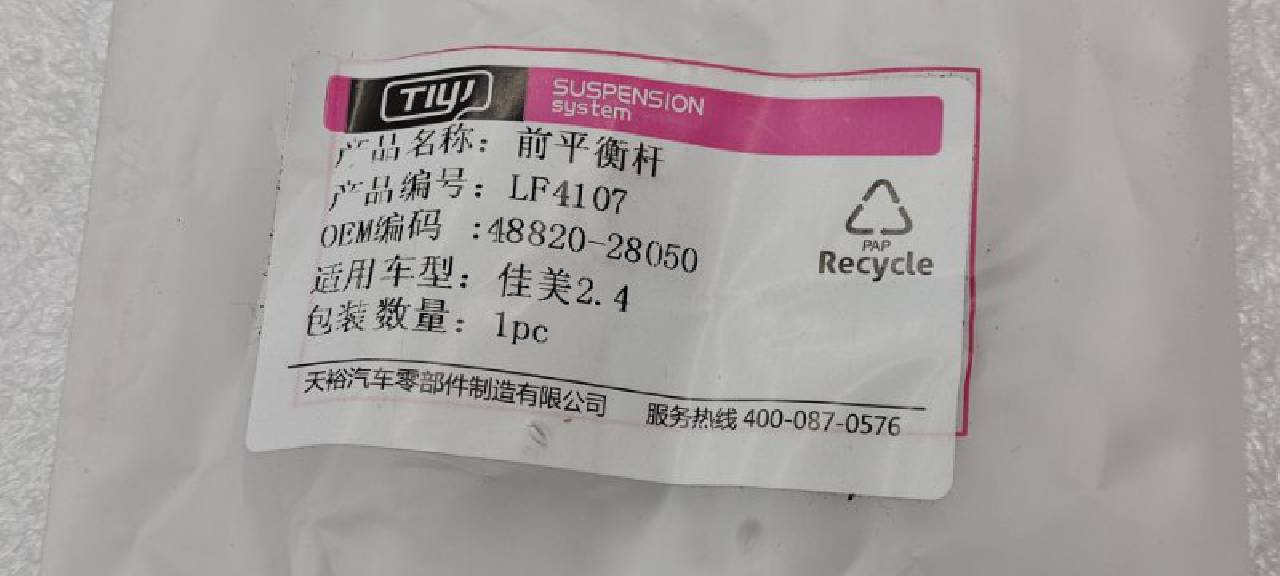 TIYI
SUSPENSION
system
产品名称：前平衡杆
产品编号：LF4107
OEM编码 :48820-28050
适用车型：佳美2.4
包装数量：1pc
PAP
Recycle
天裕汽车零部件制造有限公司 服务热线 400-087-0576